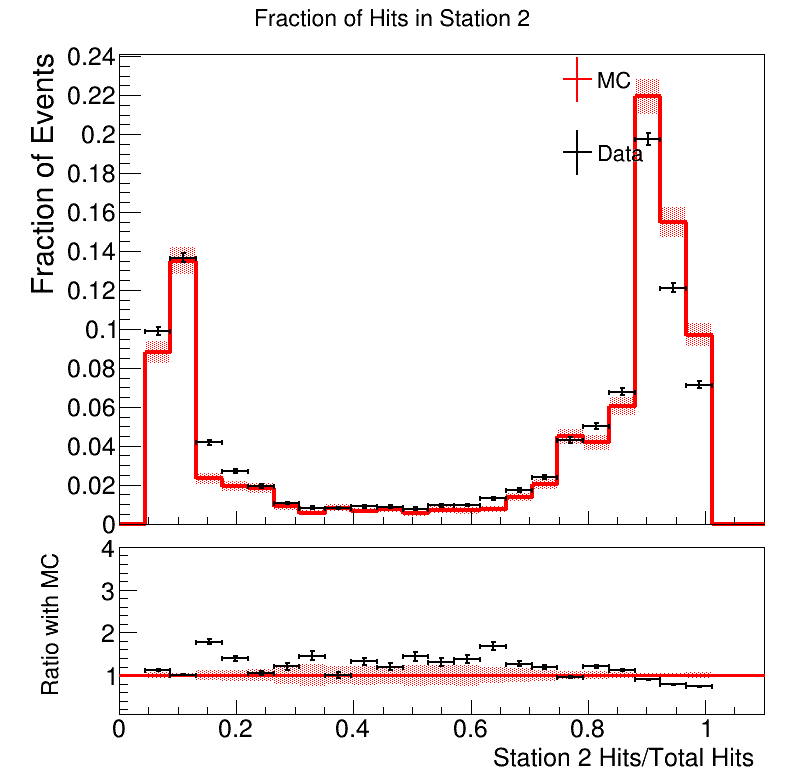 Fraction of Hits in Station 2
Fraction of Events
0.24
0.22
0.2
0.18
0.16
0.14
0.12
0.1
0.08
0.06
0.04
0.02
0
MC
Data
Ratio with MC
4
3
2
1
0 0.2 0.4 0.6 0.8 1
Station 2 Hits/Total Hits